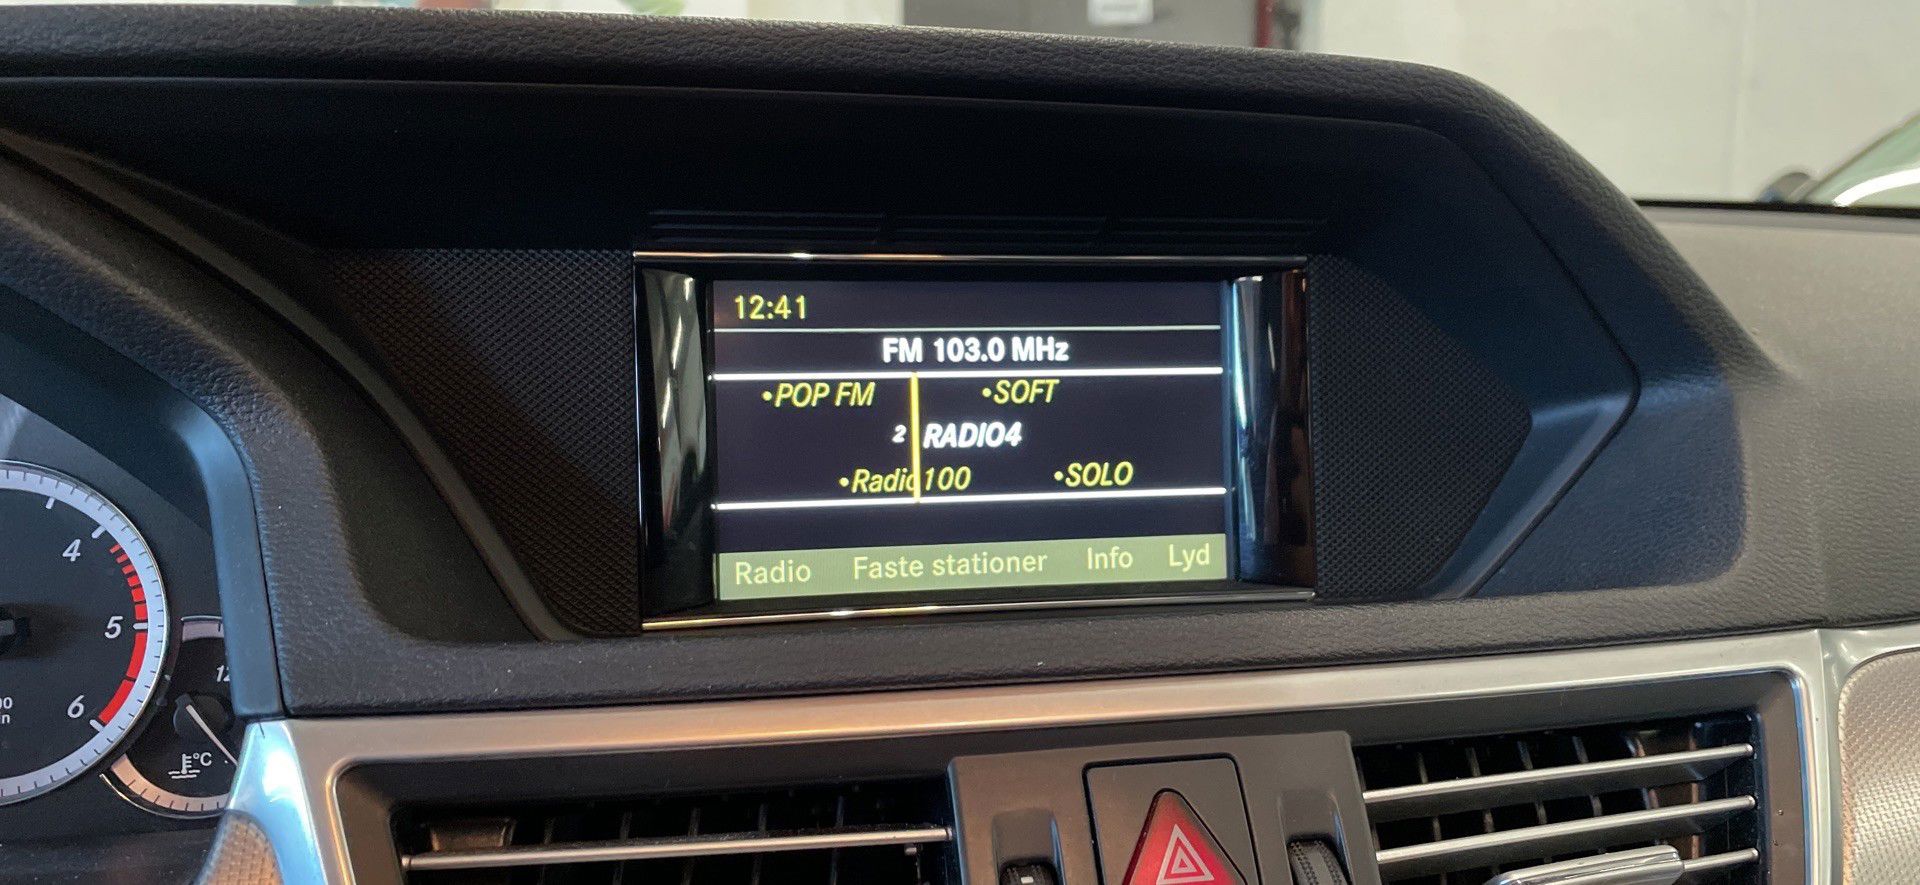 12:41
FM 103.0 MHz
•POP FM •SOFT
2 RADIO4
•Radio100 •SOLO
Radio Faste stationer Info Lyd
4
5
6
°C